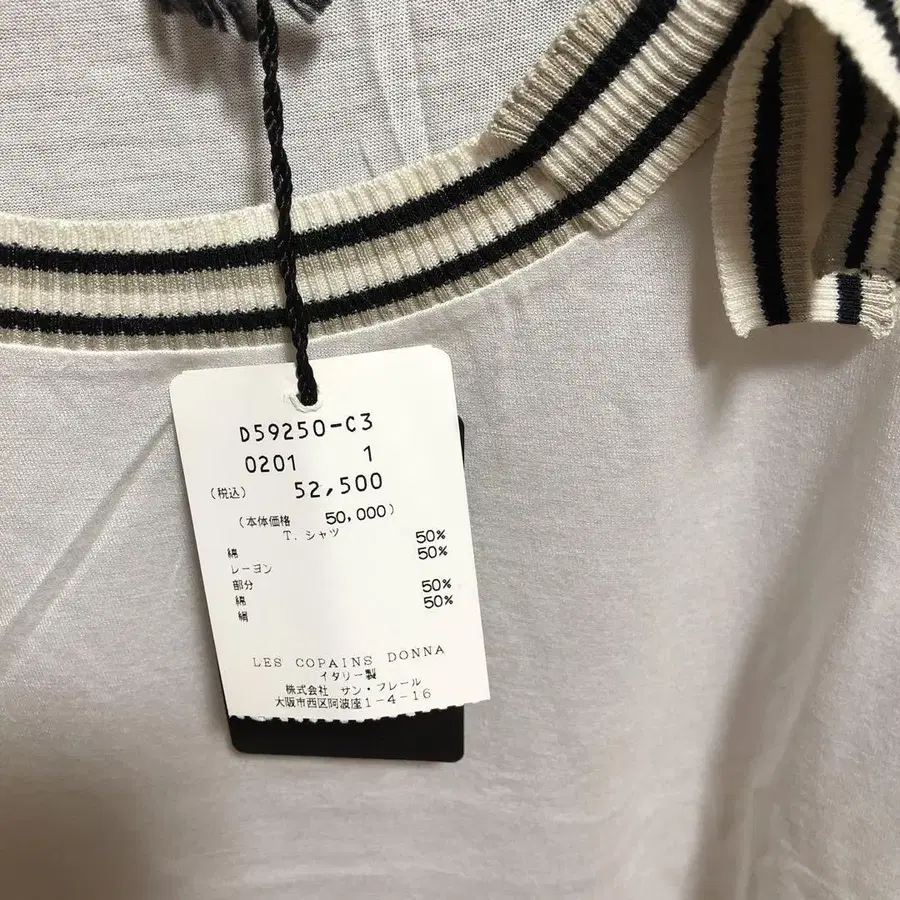 D59250-C3
0201 1
(税込) 52,500
(本体価格 50,000)
T. シャツ
綿 50%
レーヨン 50%
部分
綿 50%
絹 50%
LES COPAINS DONNA
イタリー製
株式会社 サン・フレール
大阪市西区阿波座1-4-16